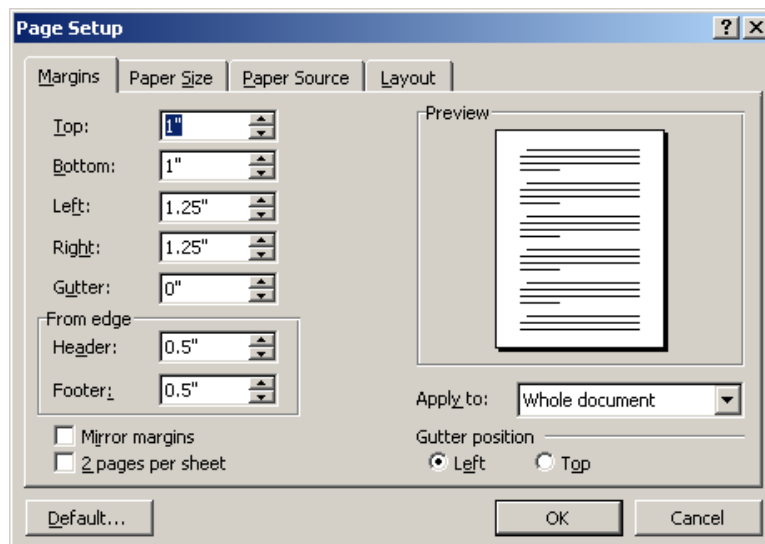 Page Setup
Margins Paper Size Paper Source Layout
Top: 1"
Bottom: 1"
Left: 1.25"
Right: 1.25"
Gutter: 0"
From edge
Header: 0.5"
Footer: 0.5"
Mirror margins
2 pages per sheet
Preview
Apply to: Whole document
Gutter position
Left Top
Default... OK Cancel